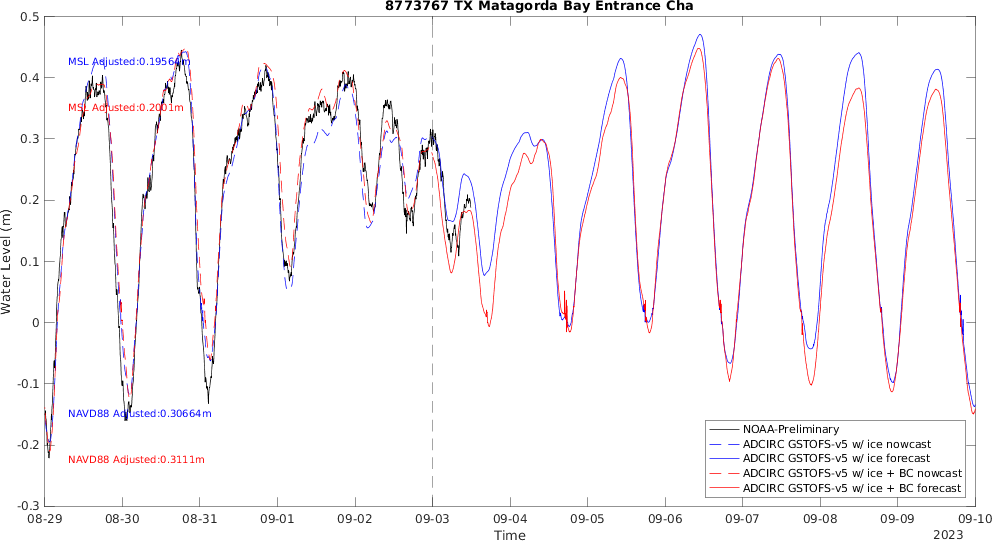 8773767 TX Matagorda Bay Entrance Cha
0.5
0.4
0.3
0.2
0.1
0
-0.1
-0.2
-0.3
Water Level (m)
MSL Adjusted:0.19564m
MSL Adjusted:0.2001m
NAVD88 Adjusted:0.30664m
NAVD88 Adjusted:0.3111m
NOAA-Preliminary
ADCIRC GSTOFS-v5 w/ ice nowcast
ADCIRC GSTOFS-v5 w/ ice forecast
ADCIRC GSTOFS-v5 w/ ice + BC nowcast
ADCIRC GSTOFS-v5 w/ ice + BC forecast
08-29 08-30 08-31 09-01 09-02 09-03 09-04 09-05 09-06 09-07 09-08 09-09 09-10
Time
2023